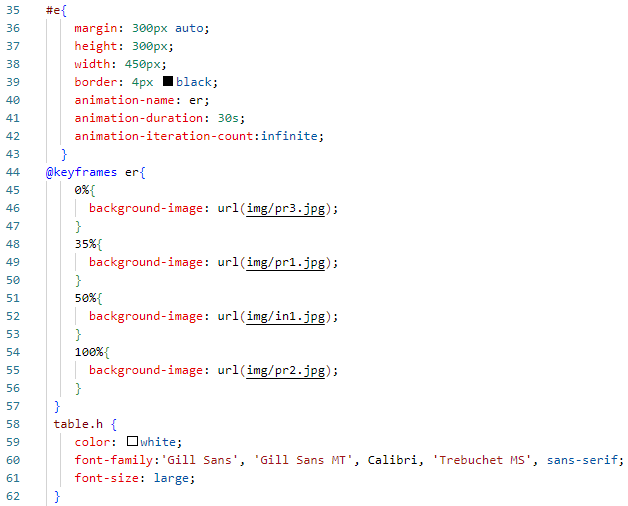 35 #e{
36 margin: 300px auto;
37 height: 300px;
38 width: 450px;
39 border: 4px black;
40 animation-name: er;
41 animation-duration: 30s;
42 animation-iteration-count:infinite;
43 }
44 @keyframes er{
45 0%{
46 background-image: url(img/pr3.jpg);
47 }
48 35%{
49 background-image: url(img/pr1.jpg);
50 }
51 50%{
52 background-image: url(img/in1.jpg);
53 }
54 100%{
55 background-image: url(img/pr2.jpg);
56 }
57 }
58 table.h {
59 color: white;
60 font-family:'Gill Sans', 'Gill Sans MT', Calibri, 'Trebuchet MS', sans-serif;
61 font-size: large;
62 }